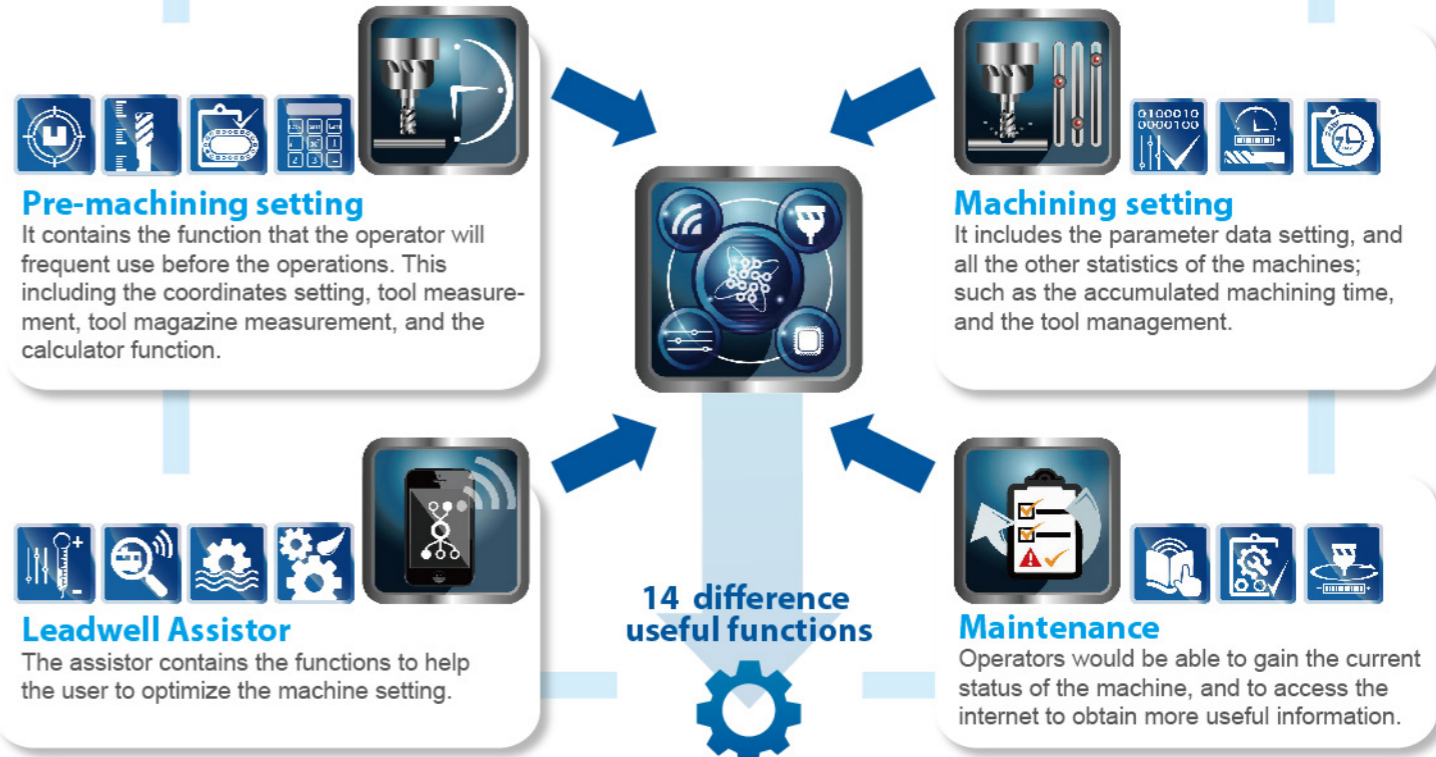 Pre-machining setting
It contains the function that the operator will
frequent use before the operations. This
including the coordinates setting, tool measure-
ment, tool magazine measurement, and the
calculator function.
0100010
0000100
Machining setting
It includes the parameter data setting, and
all the other statistics of the machines;
such as the accumulated machining time,
and the tool management.
Leadwell Assistor
The assistor contains the functions to help
the user to optimize the machine setting.
14 difference
useful functions
Maintenance
Operators would be able to gain the current
status of the machine, and to access the
internet to obtain more useful information.